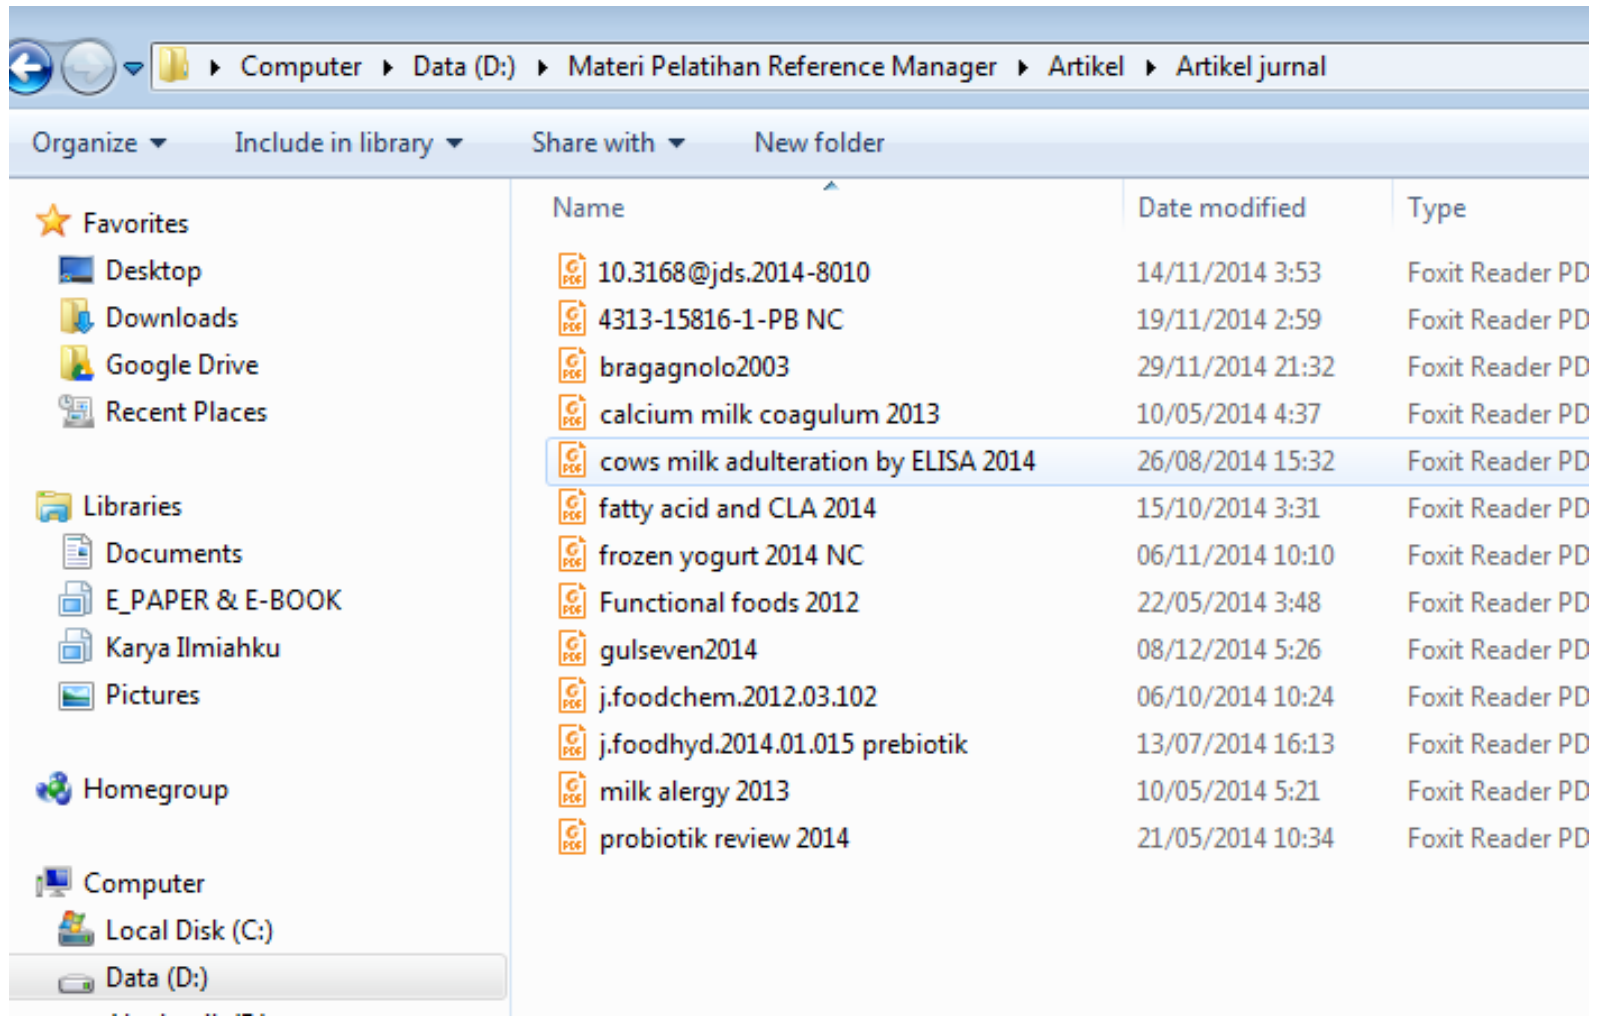 Computer Data (D:) Materi Pelatihan Reference Manager Artikel Artikel jurnal
Organize Include in library Share with New folder
Favorites
Desktop
Downloads
Google Drive
Recent Places
Libraries
Documents
E_PAPER & E-BOOK
Karya Ilmiahku
Pictures
Homegroup
Computer
Local Disk (C:)
Data (D:)
Name Date modified Type
10.3168@jds.2014-8010 14/11/2014 3:53 Foxit Reader PD
4313-15816-1-PB NC 19/11/2014 2:59 Foxit Reader PD
bragagnolo2003 29/11/2014 21:32 Foxit Reader PD
calcium milk coagulum 2013 10/05/2014 4:37 Foxit Reader PD
cows milk adulteration by ELISA 2014 26/08/2014 15:32 Foxit Reader PD
fatty acid and CLA 2014 15/10/2014 3:31 Foxit Reader PD
frozen yogurt 2014 NC 06/11/2014 10:10 Foxit Reader PD
Functional foods 2012 22/05/2014 3:48 Foxit Reader PD
gulseven2014 08/12/2014 5:26 Foxit Reader PD
j.foodchem.2012.03.102 06/10/2014 10:24 Foxit Reader PD
j.foodhyd.2014.01.015 prebiotik 13/07/2014 16:13 Foxit Reader PD
milk alergy 2013 10/05/2014 5:21 Foxit Reader PD
probiotik review 2014 21/05/2014 10:34 Foxit Reader PD